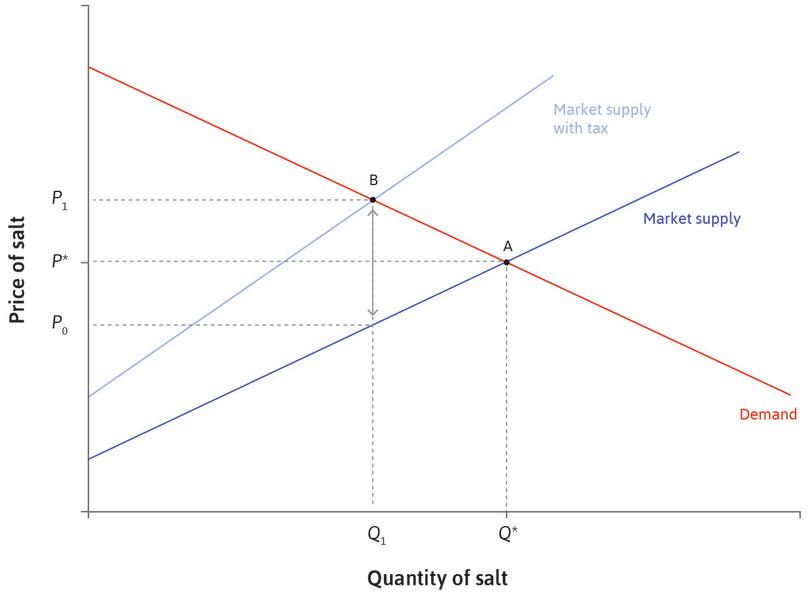 Market supply
with tax
B
P₁
Market supply
A
P*
P₀
Price of salt
Demand
Q₁
Q*
Quantity of salt